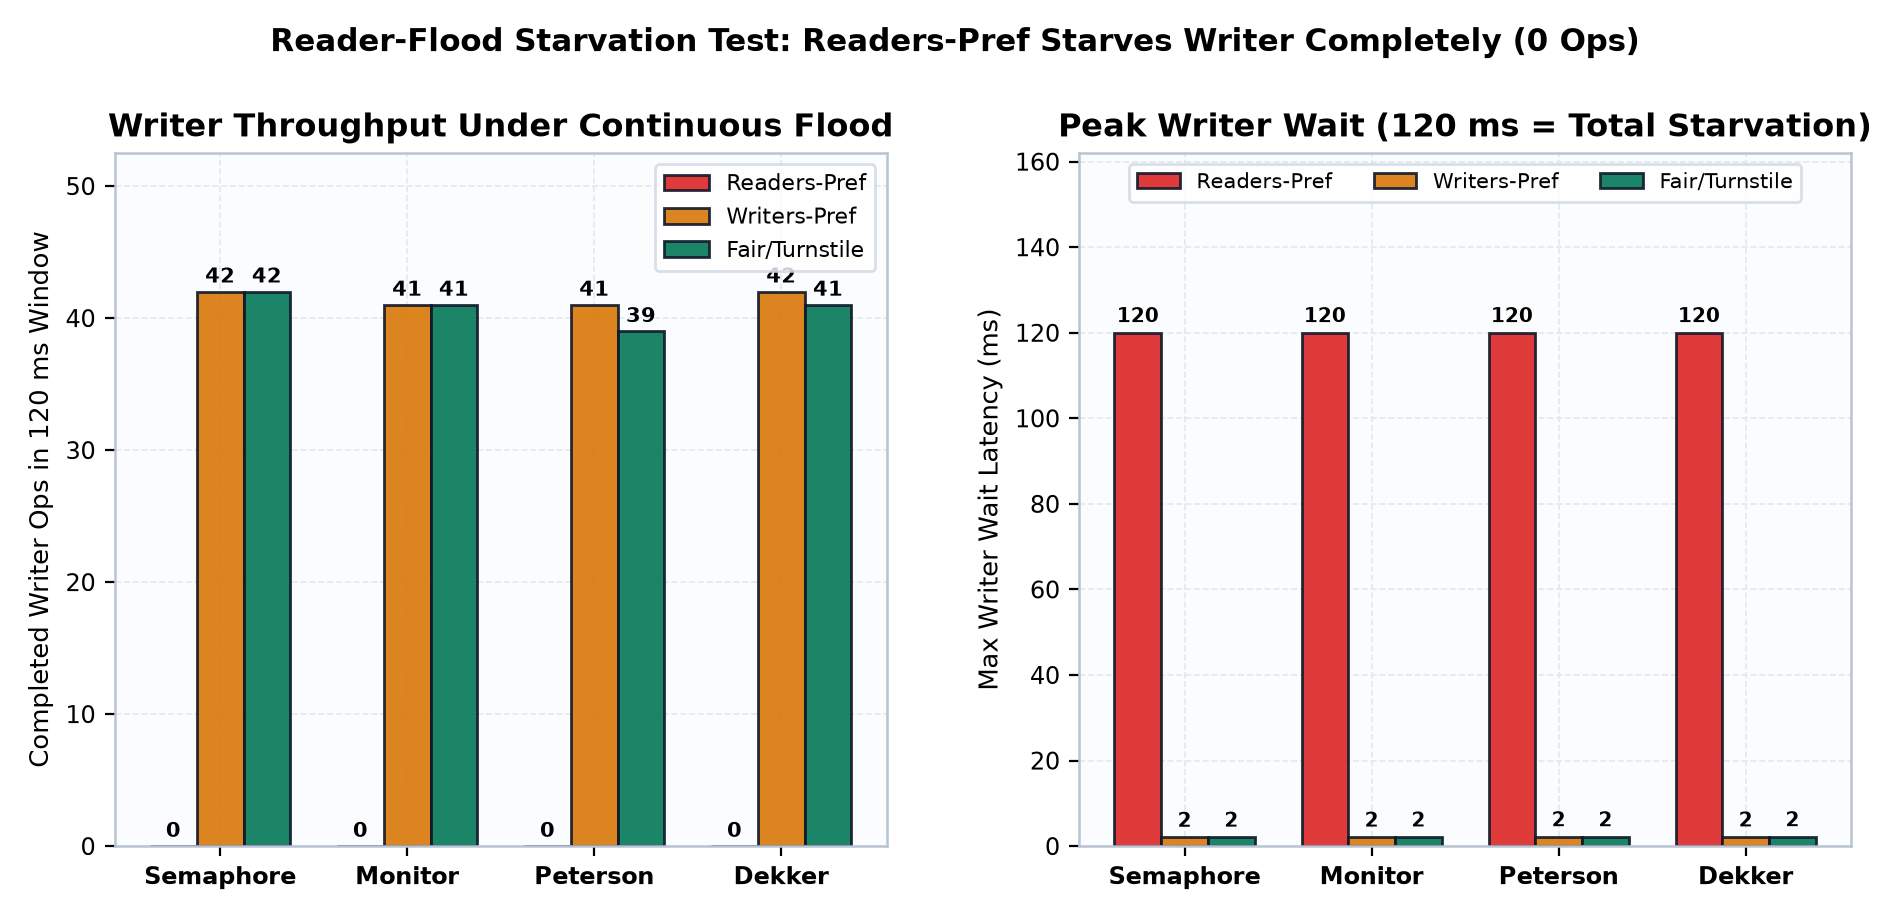 Reader-Flood Starvation Test: Readers-Pref Starves Writer Completely (0 Ops)
Writer Throughput Under Continuous Flood
Completed Writer Ops in 120 ms Window
50
40
30
20
10
0
Readers-Pref
Writers-Pref
Fair/Turnstile
0 42 42
0 41 41
0 41 39
0 42 41
Semaphore Monitor Peterson Dekker
Peak Writer Wait (120 ms = Total Starvation)
Max Writer Wait Latency (ms)
160
140
120
100
80
60
40
20
0
Readers-Pref Writers-Pref Fair/Turnstile
120 2 2
120 2 2
120 2 2
120 2 2
Semaphore Monitor Peterson Dekker